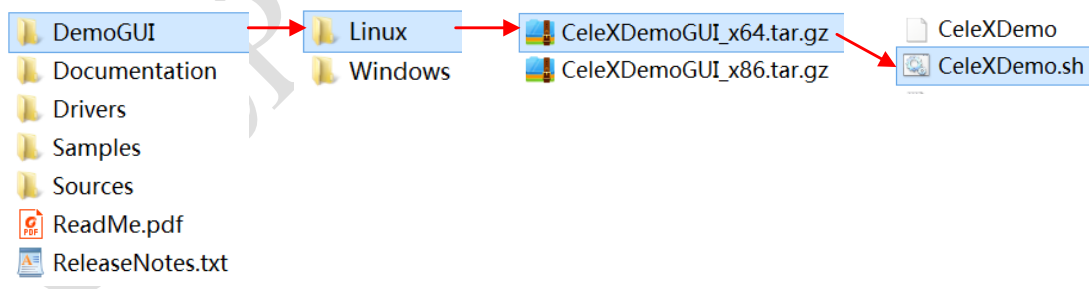 DemoGUI
Documentation
Drivers
Samples
Sources
ReadMe.pdf
ReleaseNotes.txt
Linux
Windows
CeleXDemoGUI_x64.tar.gz
CeleXDemoGUI_x86.tar.gz
CeleXDemo
CeleXDemo.sh